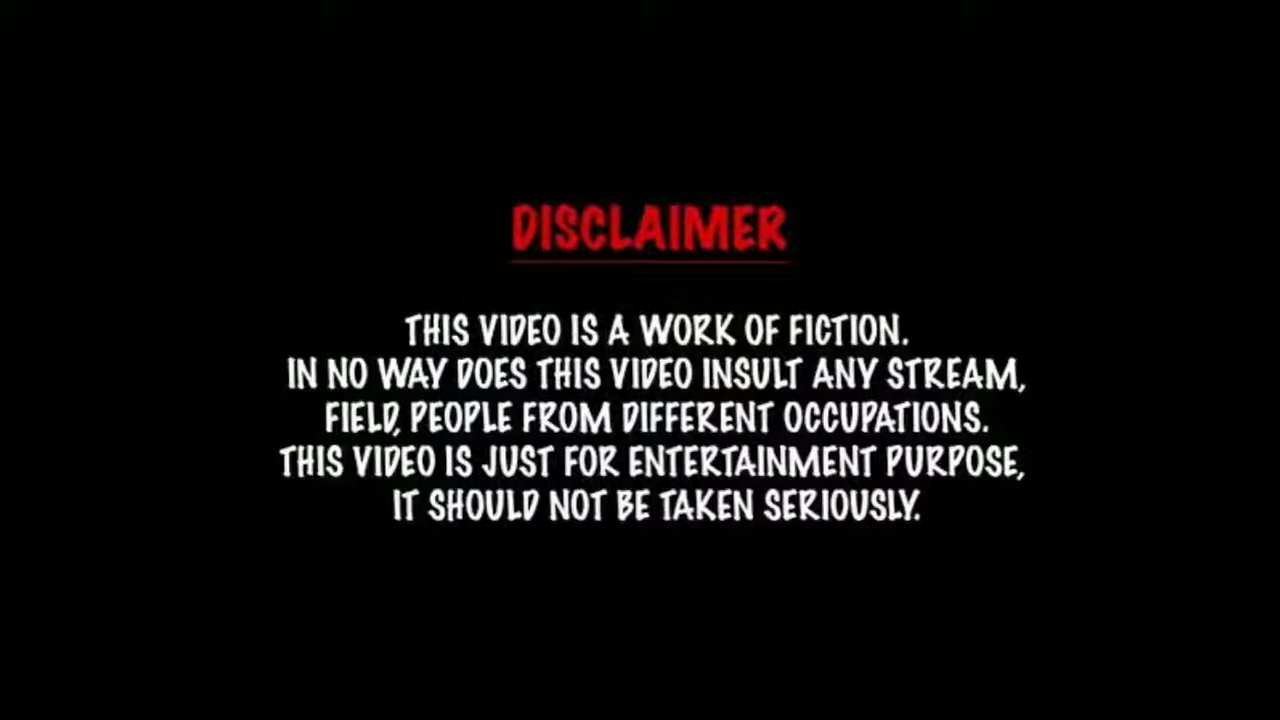 DISCLAIMER
THIS VIDEO IS A WORK OF FICTION.
IN NO WAY DOES THIS VIDEO INSULT ANY STREAM,
FIELD, PEOPLE FROM DIFFERENT OCCUPATIONS.
THIS VIDEO IS JUST FOR ENTERTAINMENT PURPOSE,
IT SHOULD NOT BE TAKEN SERIOUSLY.